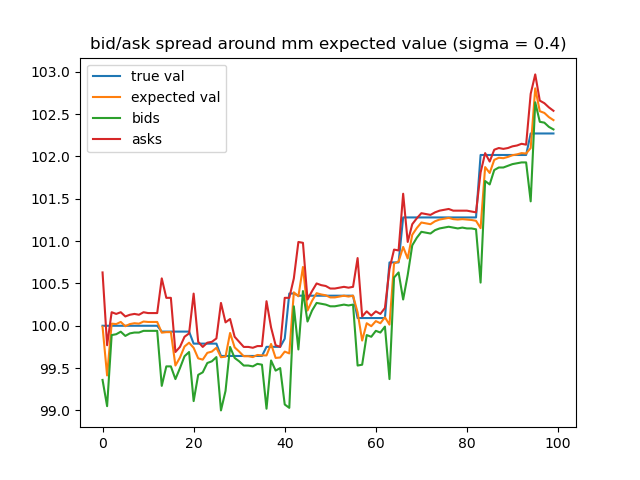 bid/ask spread around mm expected value (sigma = 0.4)
true val
expected val
bids
asks
103.0
102.5
102.0
101.5
101.0
100.5
100.0
99.5
99.0
0 20 40 60 80 100